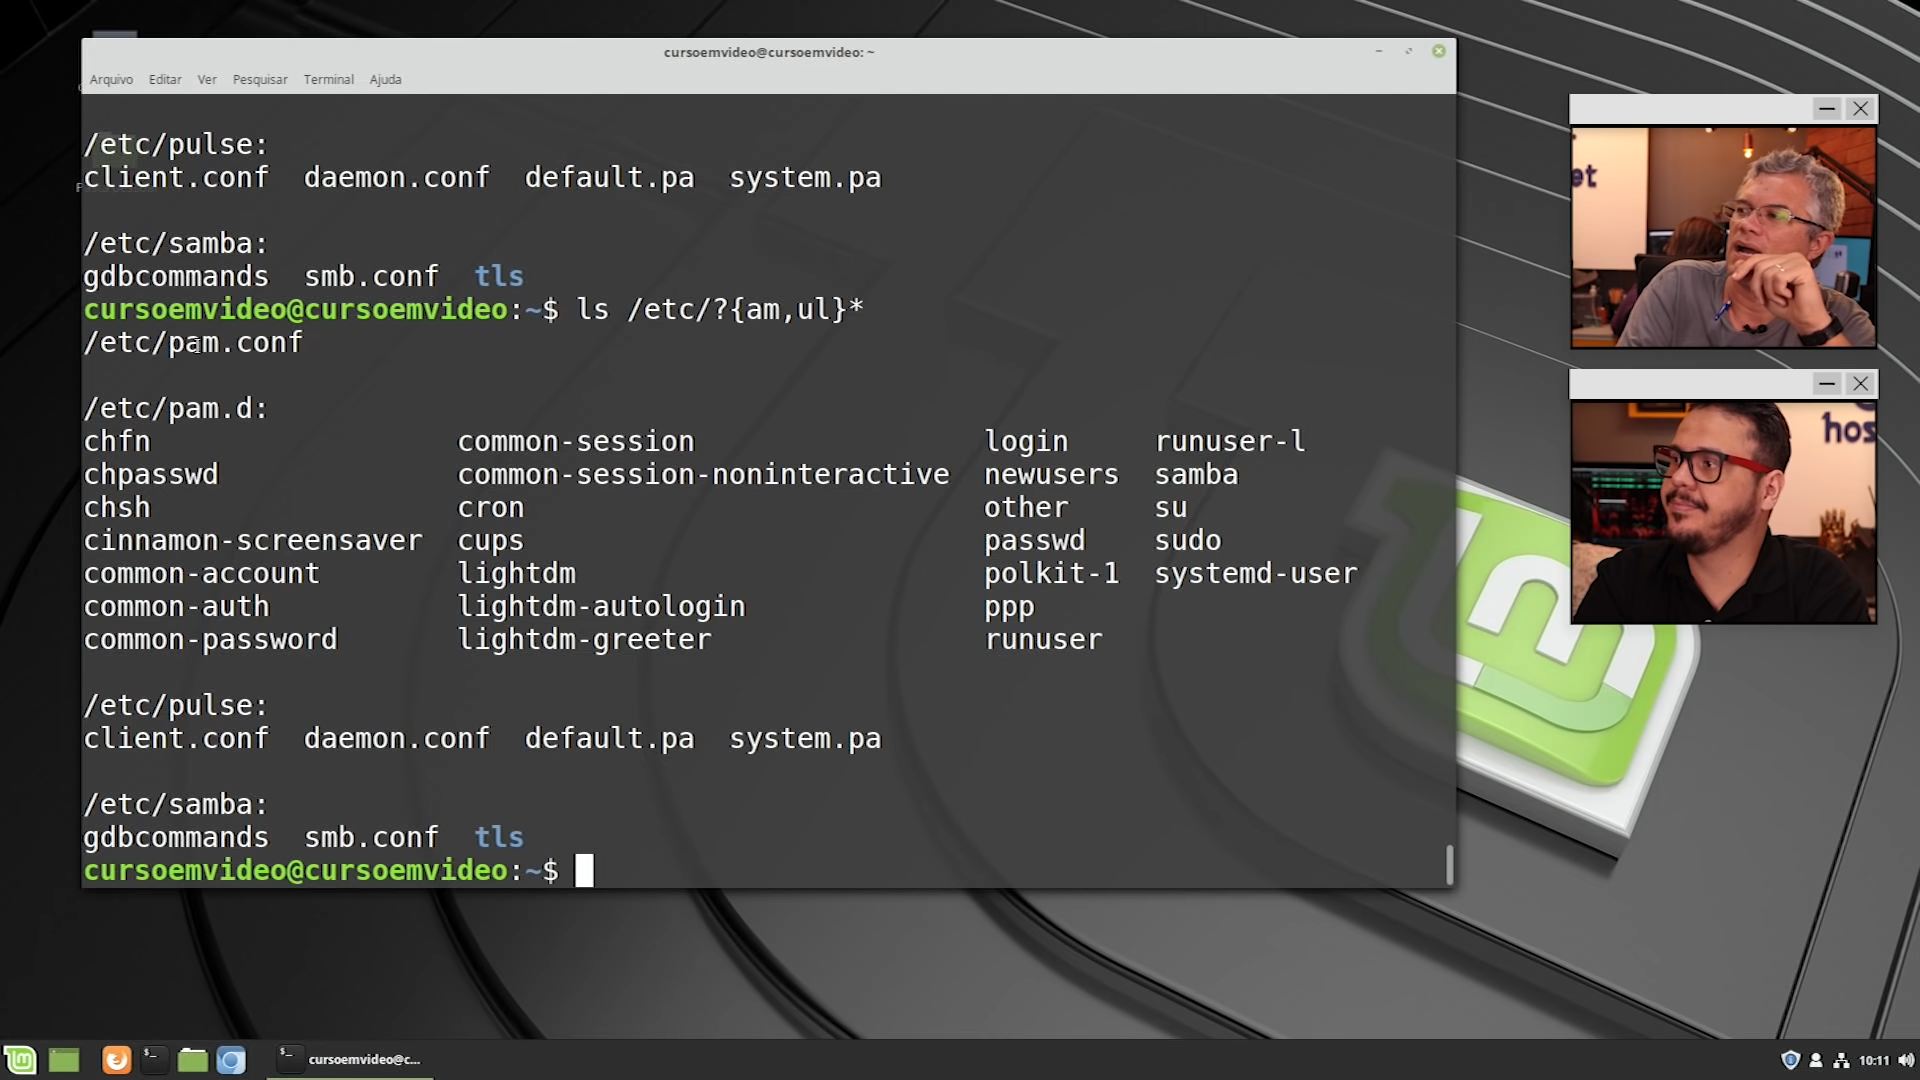 cursoemvideo@cursoemvideo: ~
Arquivo Editar Ver Pesquisar Terminal Ajuda
/etc/pulse:
client.conf daemon.conf default.pa system.pa
/etc/samba:
gdbcommands smb.conf tls
cursoemvideo@cursoemvideo:~$ ls /etc/?{am,ul}*
/etc/pam.conf
/etc/pam.d:
chfn common-session login runuser-l
chpasswd common-session-noninteractive newusers samba
chsh cron other su
cinnamon-screensaver cups passwd sudo
common-account lightdm polkit-1 systemd-user
common-auth lightdm-autologin ppp
common-password lightdm-greeter runuser
/etc/pulse:
client.conf daemon.conf default.pa system.pa
/etc/samba:
gdbcommands smb.conf tls
cursoemvideo@cursoemvideo:~$
et
hos
cursoemvideo@c...
10:11